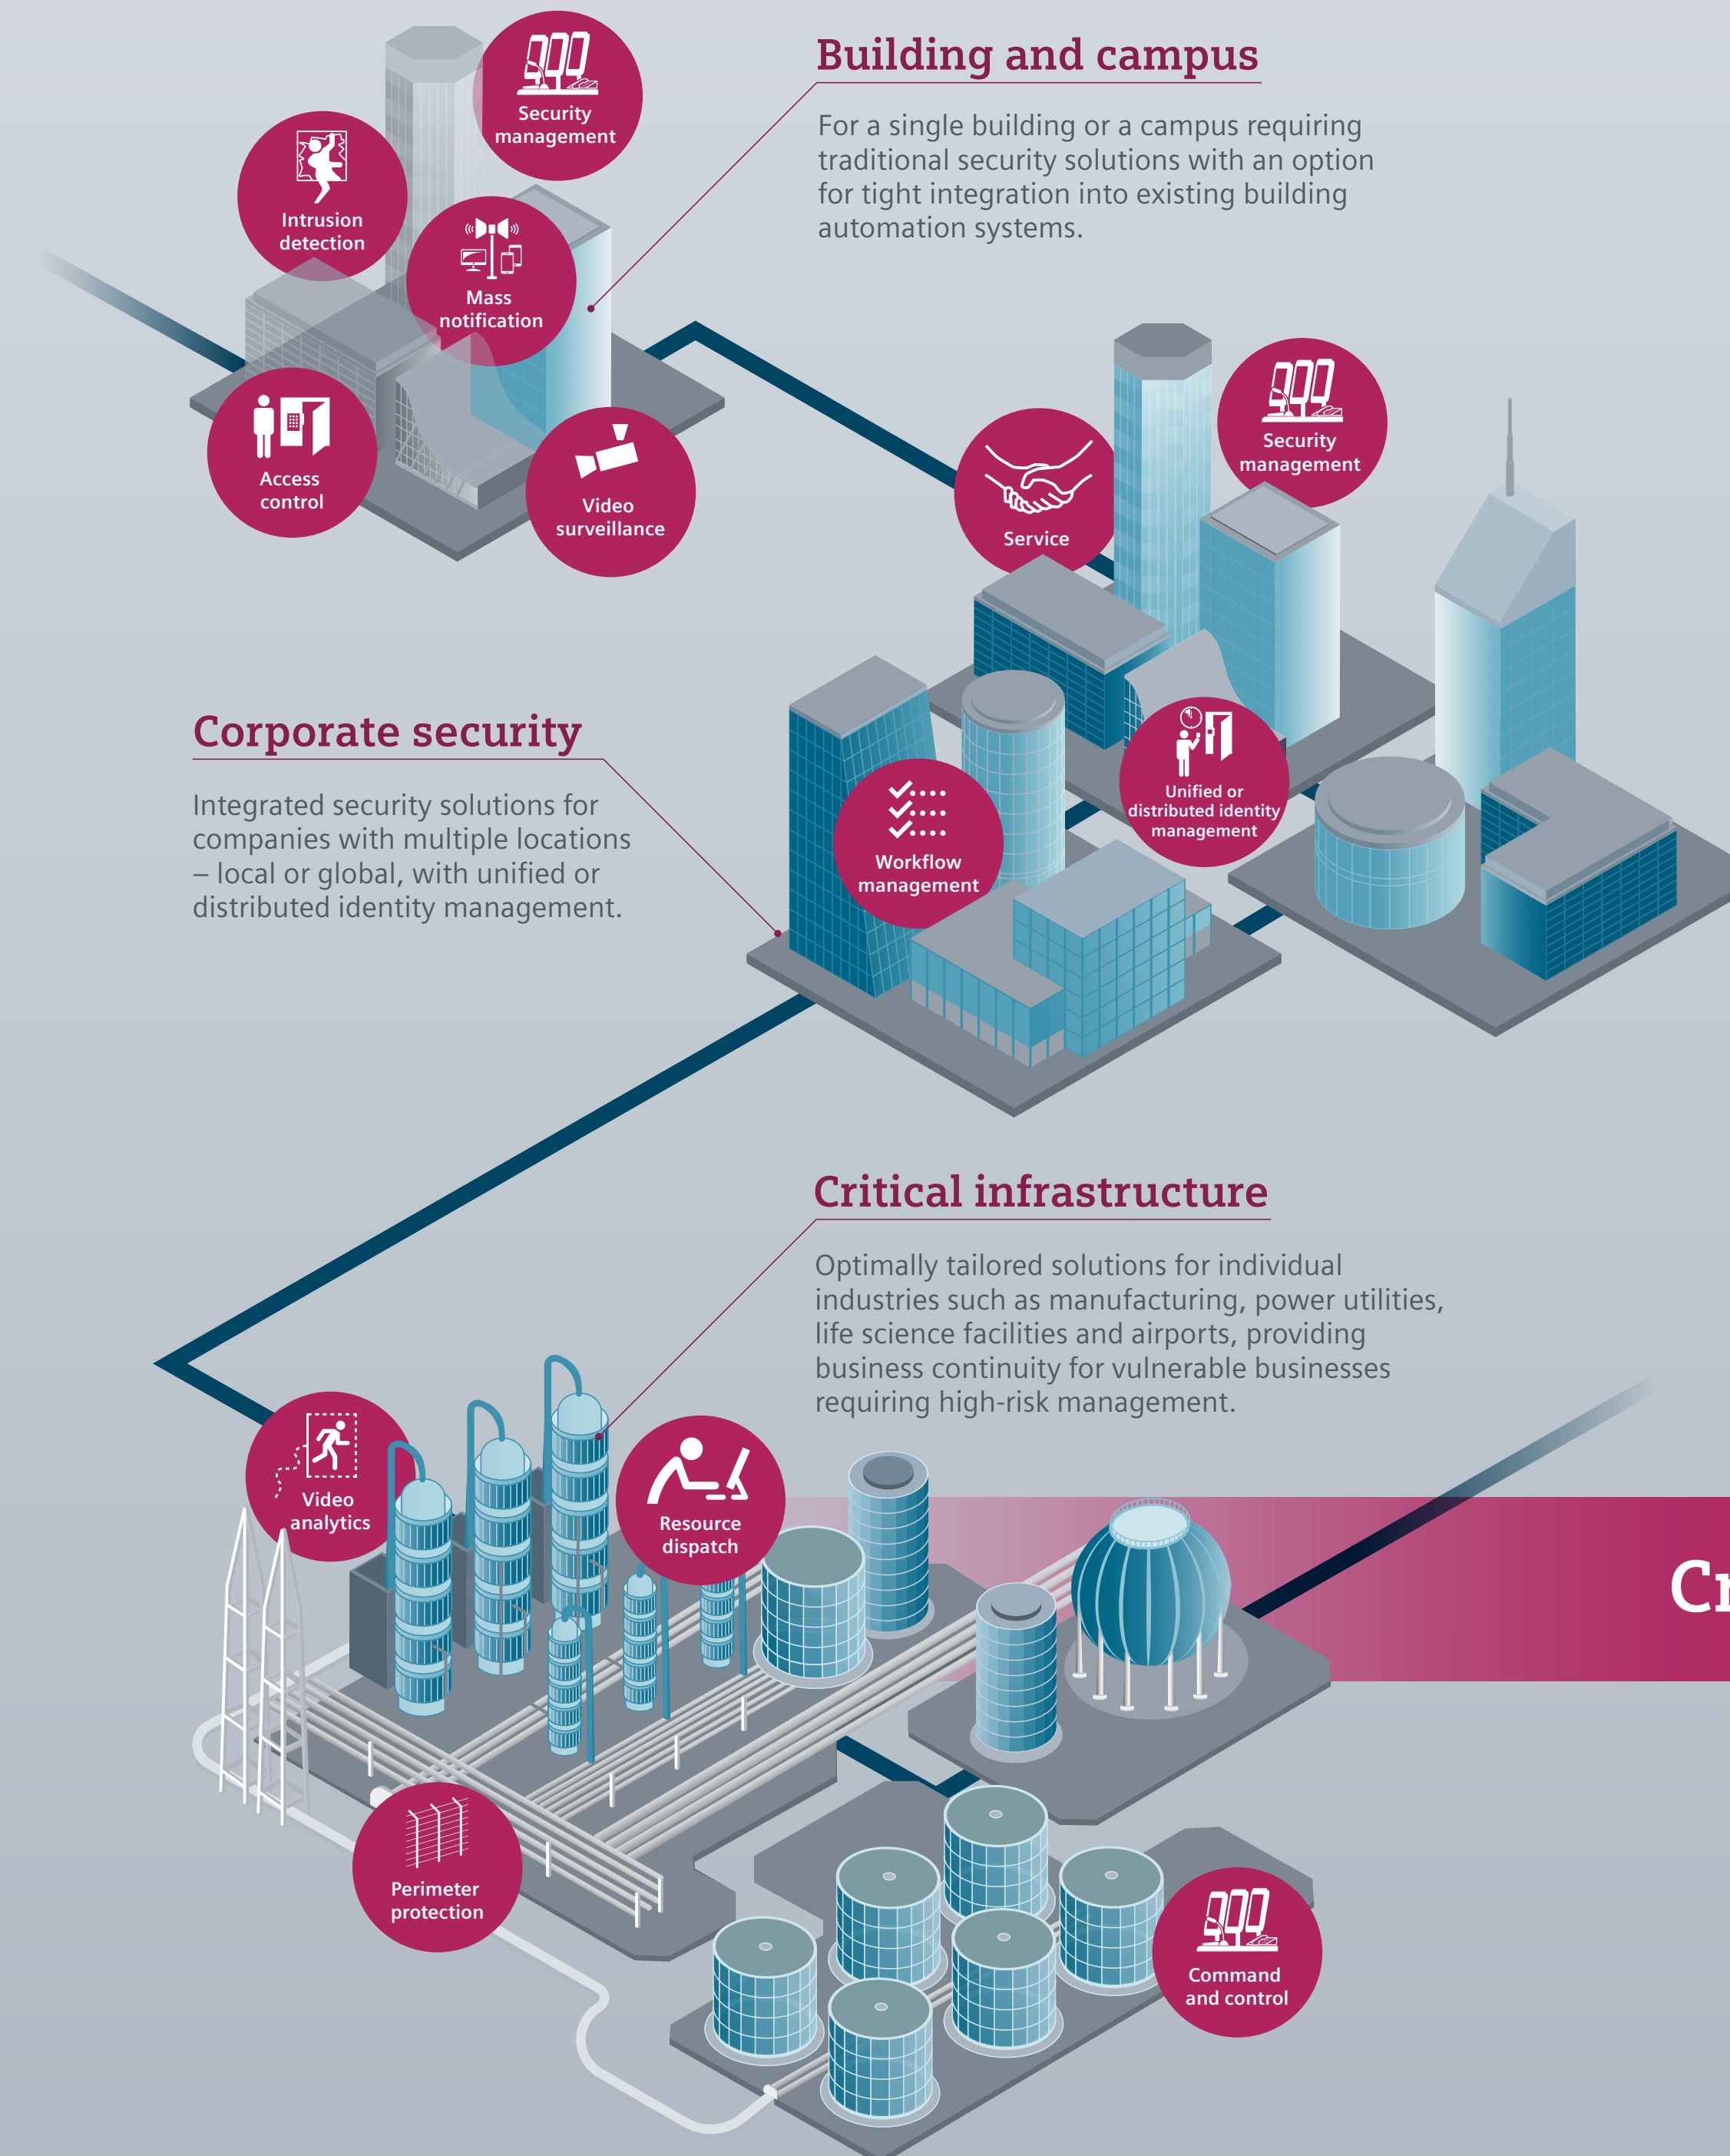 Building and campus
For a single building or a campus requiring
traditional security solutions with an option
for tight integration into existing building
automation systems.
Security
management
Intrusion
detection
Mass
notification
Access
control
Video
surveillance
Service
Security
management
Corporate security
Integrated security solutions for
companies with multiple locations
– local or global, with unified or
distributed identity management.
Unified or
distributed identity
management
Workflow
management
Critical infrastructure
Optimally tailored solutions for individual
industries such as manufacturing, power utilities,
life science facilities and airports, providing
business continuity for vulnerable businesses
requiring high-risk management.
Video
analytics
Resource
dispatch
Perimeter
protection
Command
and control